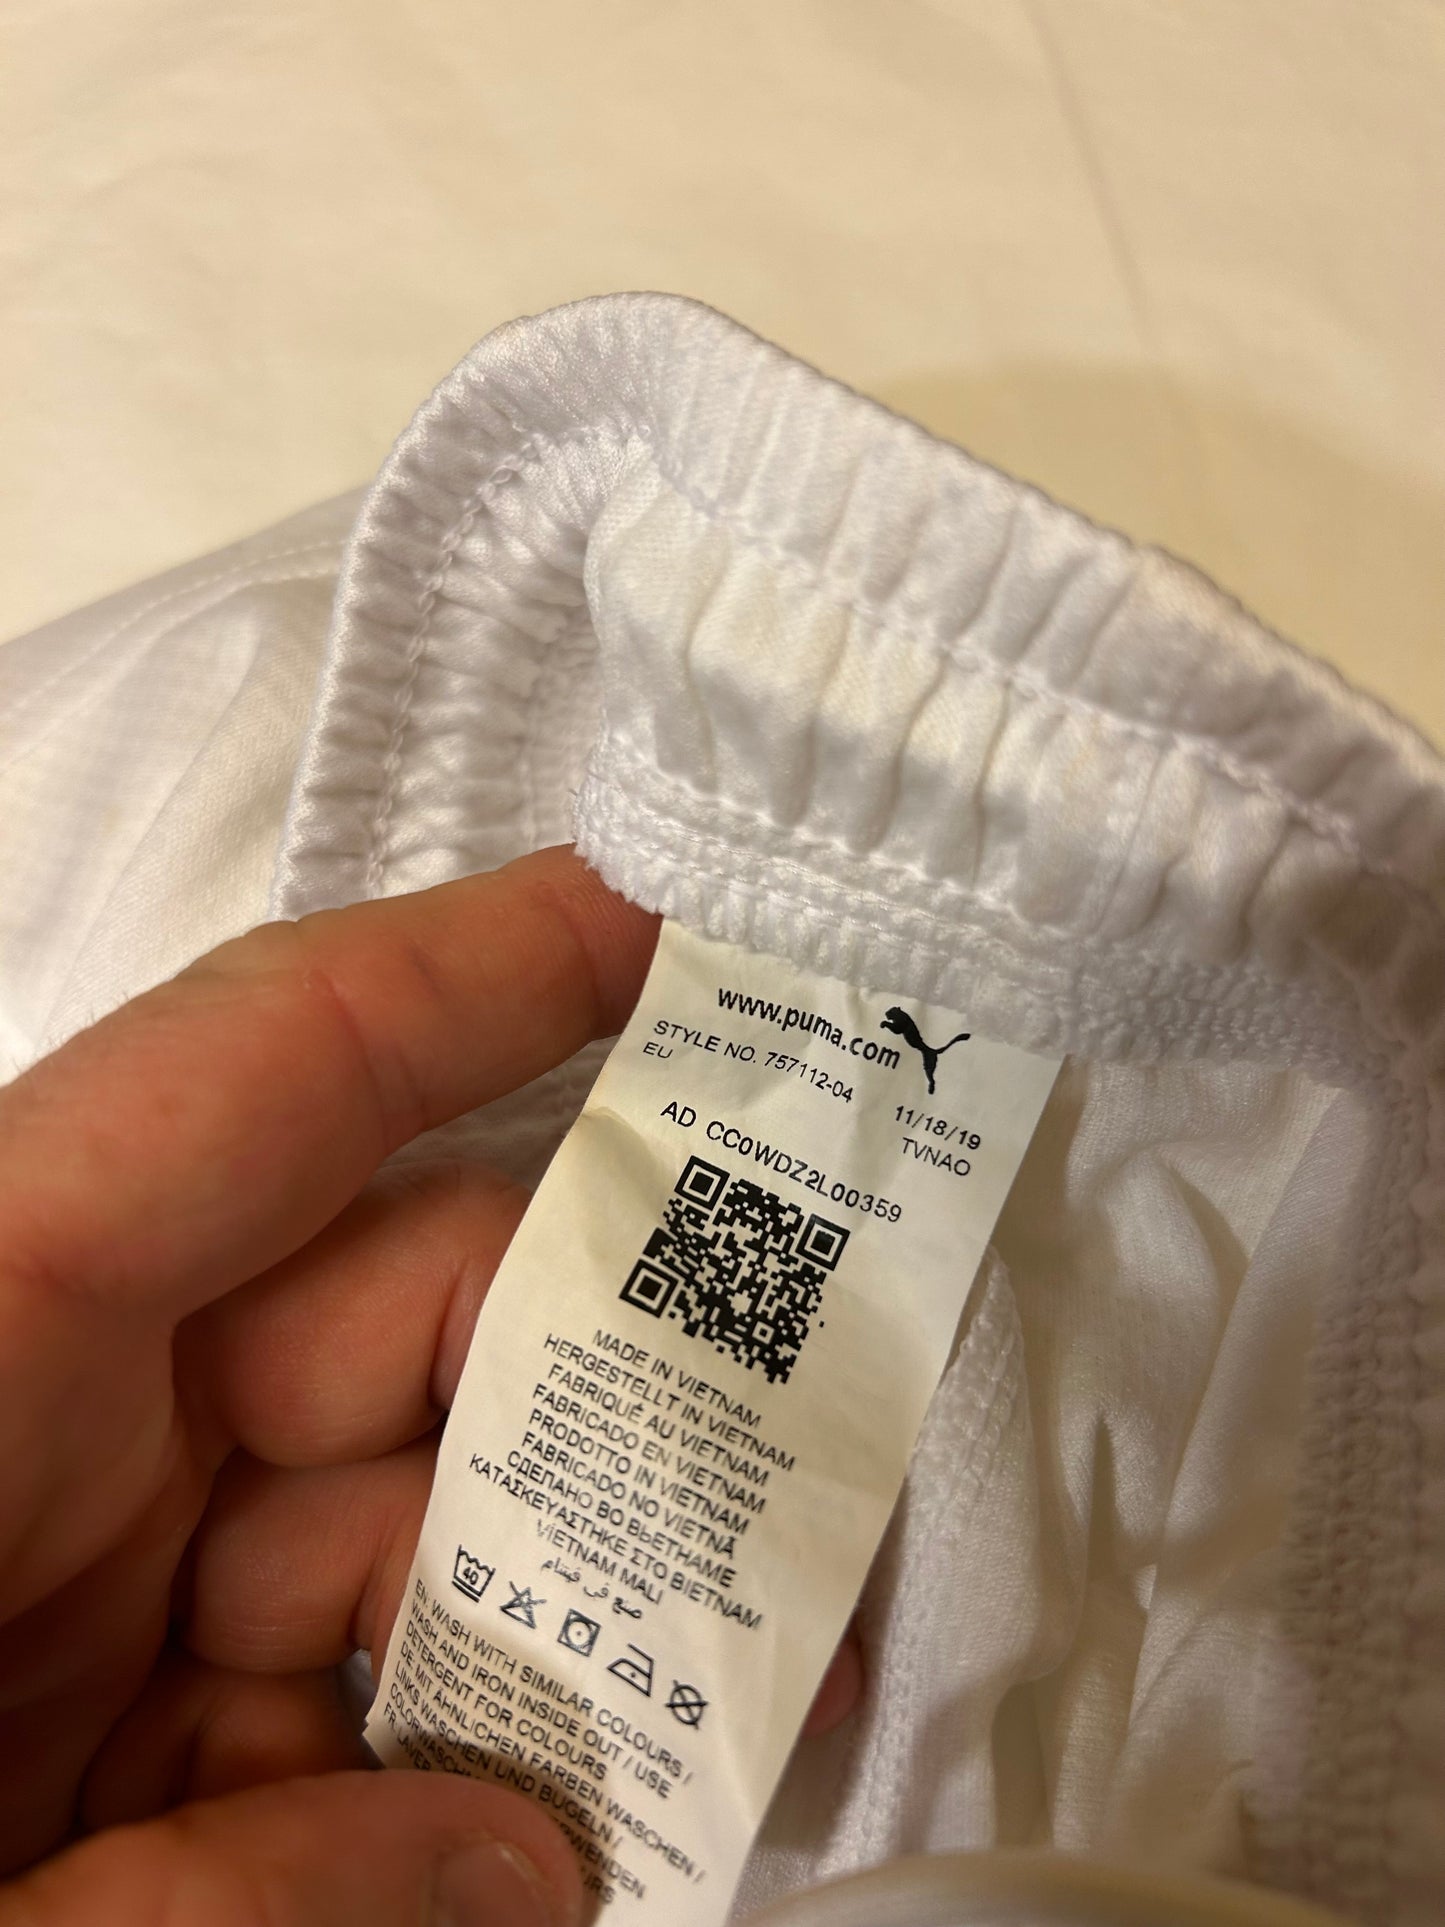 www.puma.com
STYLE NO. 757112-04
EU
11/18/19
TVNAO
AD CC0WDZ2L00359
MADE IN VIETNAM
HERGESTELLT IN VIETNAM
FABRIQUÉ AU VIETNAM
FABRICADO EN VIETNAM
PRODOTTO IN VIETNAM
FABRICADO NO VIETNÃ
СДЕЛАНО ВО ВЬЕТНАМЕ
ΚΑΤΑΣΚΕΥΑΣΤΗΚΕ ΣΤΟ ΒΙΕΤΝΑΜ
VİETNAM MALI
صنع في فيتنام
40
EN: WASH WITH SIMILAR COLOURS /
WASH AND IRON INSIDE OUT / USE
DETERGENT FOR COLOURS
DE: MIT ÄHNLICHEN FARBEN WASCHEN /
LINKS WASCHEN UND BÜGELN /